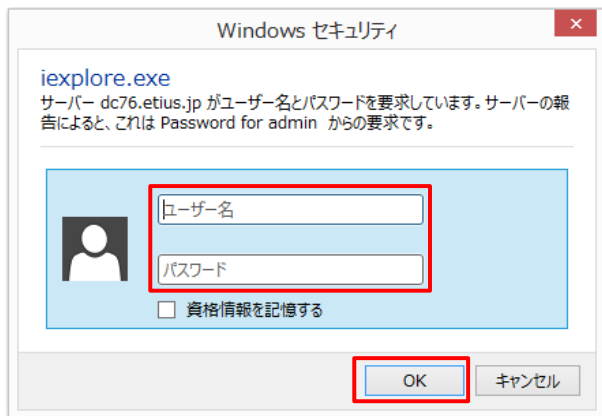 Windows セキュリティ
iexplore.exe
サーバー dc76.etius.jp がユーザー名とパスワードを要求しています。サーバーの報
告によると、これは Password for admin からの要求です。
ユーザー名
パスワード
資格情報を記憶する
OK
キャンセル